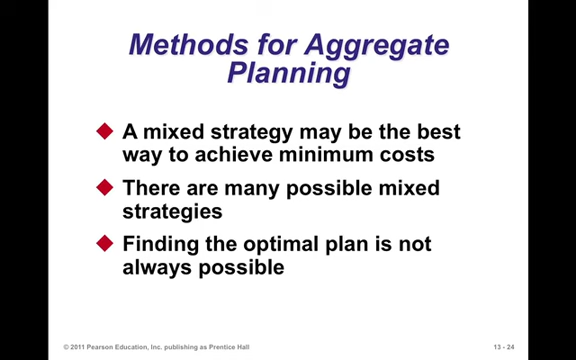 Methods for Aggregate
Planning
A mixed strategy may be the best
way to achieve minimum costs
There are many possible mixed
strategies
Finding the optimal plan is not
always possible
© 2011 Pearson Education, Inc. publishing as Prentice Hall
13 - 24